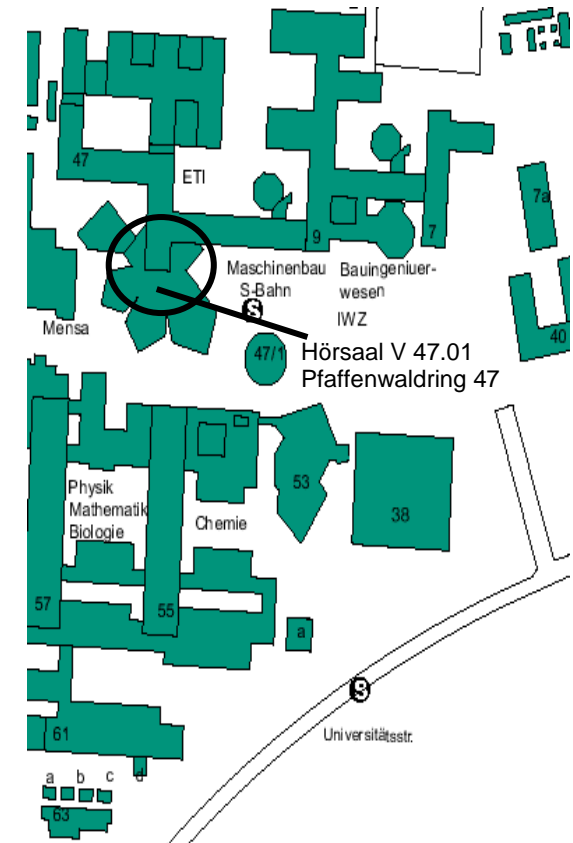 47
ETI
7a
9
7
Maschinenbau
S-Bahn
Bauingeniuer-
wesen
IWZ
S
Mensa
40
47/1
Hörsaal V 47.01
Pfaffenwaldring 47
53
38
Physik
Mathematik
Biologie
Chemie
57
55
a
S
Universitätsstr.
61
a b c d
63